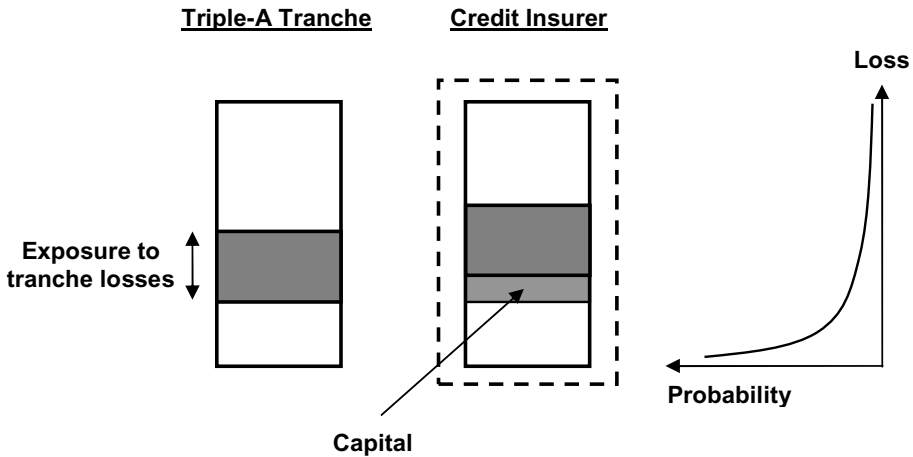 Triple-A Tranche
Credit Insurer
Loss
Exposure to
tranche losses
Probability
Capital